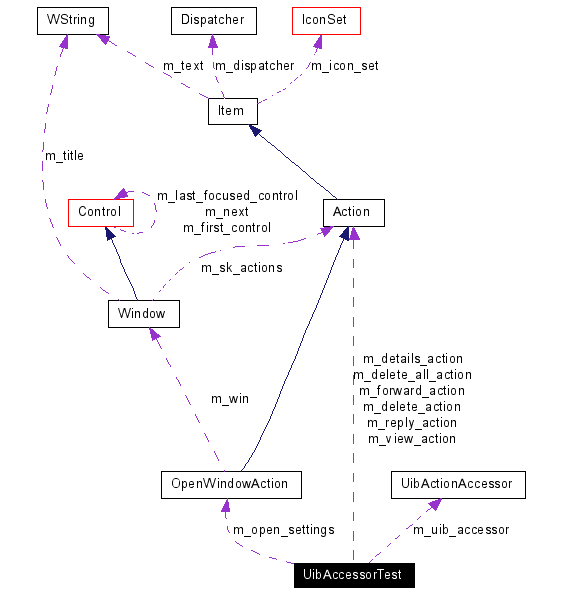 WString
Dispatcher
IconSet
m_text
m_dispatcher
m_icon_set
Item
m_title
m_last_focused_control
m_next
m_first_control
Control
Action
m_sk_actions
Window
m_details_action
m_delete_all_action
m_forward_action
m_delete_action
m_reply_action
m_view_action
m_win
OpenWindowAction
UibActionAccessor
m_open_settings
m_uib_accessor
UibAccessorTest